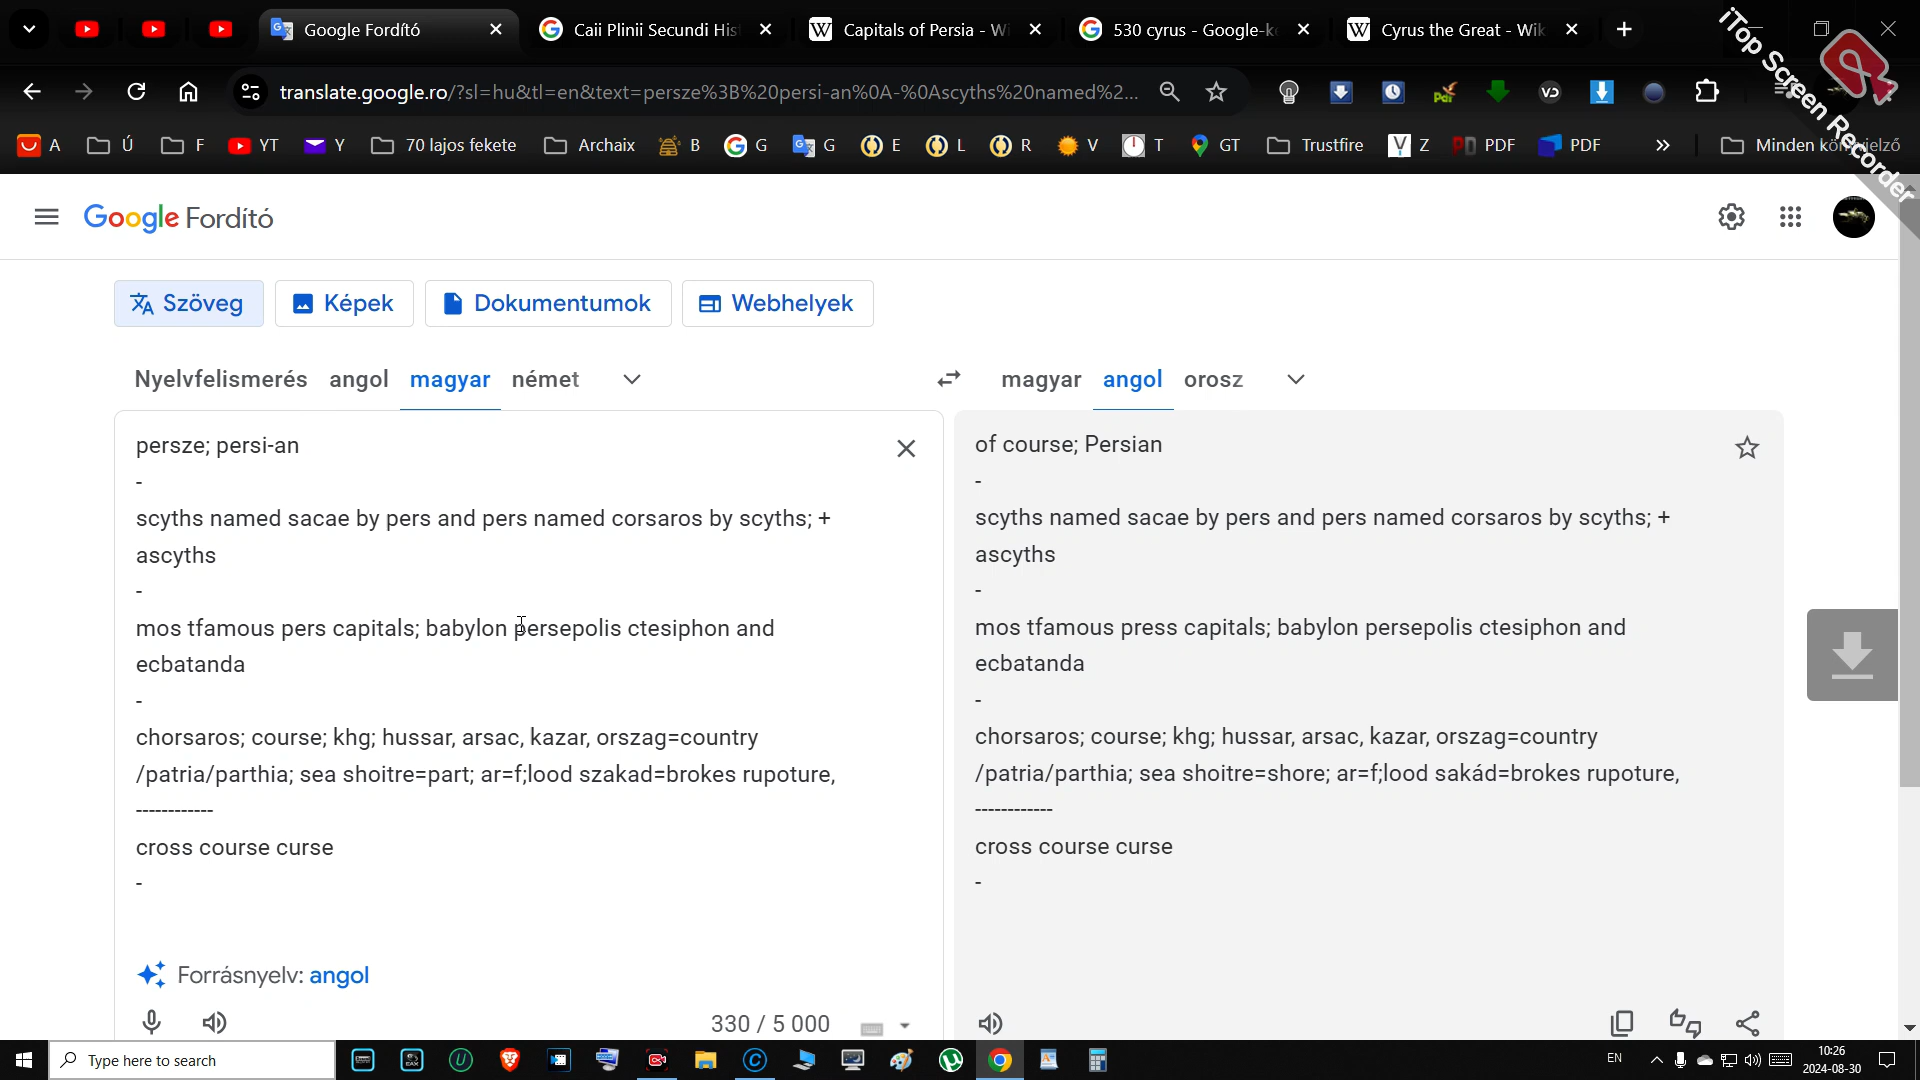 Google Fordító
Caii Plinii Secundi His
Capitals of Persia - Wi
530 cyrus - Google-k
Cyrus the Great - Wik
iTop Screen Recorder
translate.google.ro/?sl=hu&tl=en&text=persze%3B%20persi-an%0A-%0Ascyths%20named%2...
A
Ú
F
YT
Y
70 lajos fekete
Archaix
B
G
G
E
L
R
V
T
GT
Trustfire
Z
PDF
PDF
»
Google Fordító
Szöveg
Képek
Dokumentumok
Webhelyek
Nyelvfelismerés angol magyar német
magyar angol orosz
persze; persi-an
-
scyths named sacae by pers and pers named corsaros by scyths; +
ascyths
-
mos tfamous pers capitals; babylon persepolis ctesiphon and
ecbatanda
-
chorsaros; course; khg; hussar, arsac, kazar, orszag=country
/patria/parthia; sea shoitre=part; ar=f;lood szakad=brokes rupoture,
------------
cross course curse
-
Forrásnyelv: angol
330 / 5 000
of course; Persian
-
scyths named sacae by pers and pers named corsaros by scyths; +
ascyths
-
mos tfamous press capitals; babylon persepolis ctesiphon and
ecbatanda
-
chorsaros; course; khg; hussar, arsac, kazar, orszag=country
/patria/parthia; sea shoitre=shore; ar=f;lood sakád=brokes rupoture,
------------
cross course curse
-
Type here to search
EN
10:26
2024-08-30